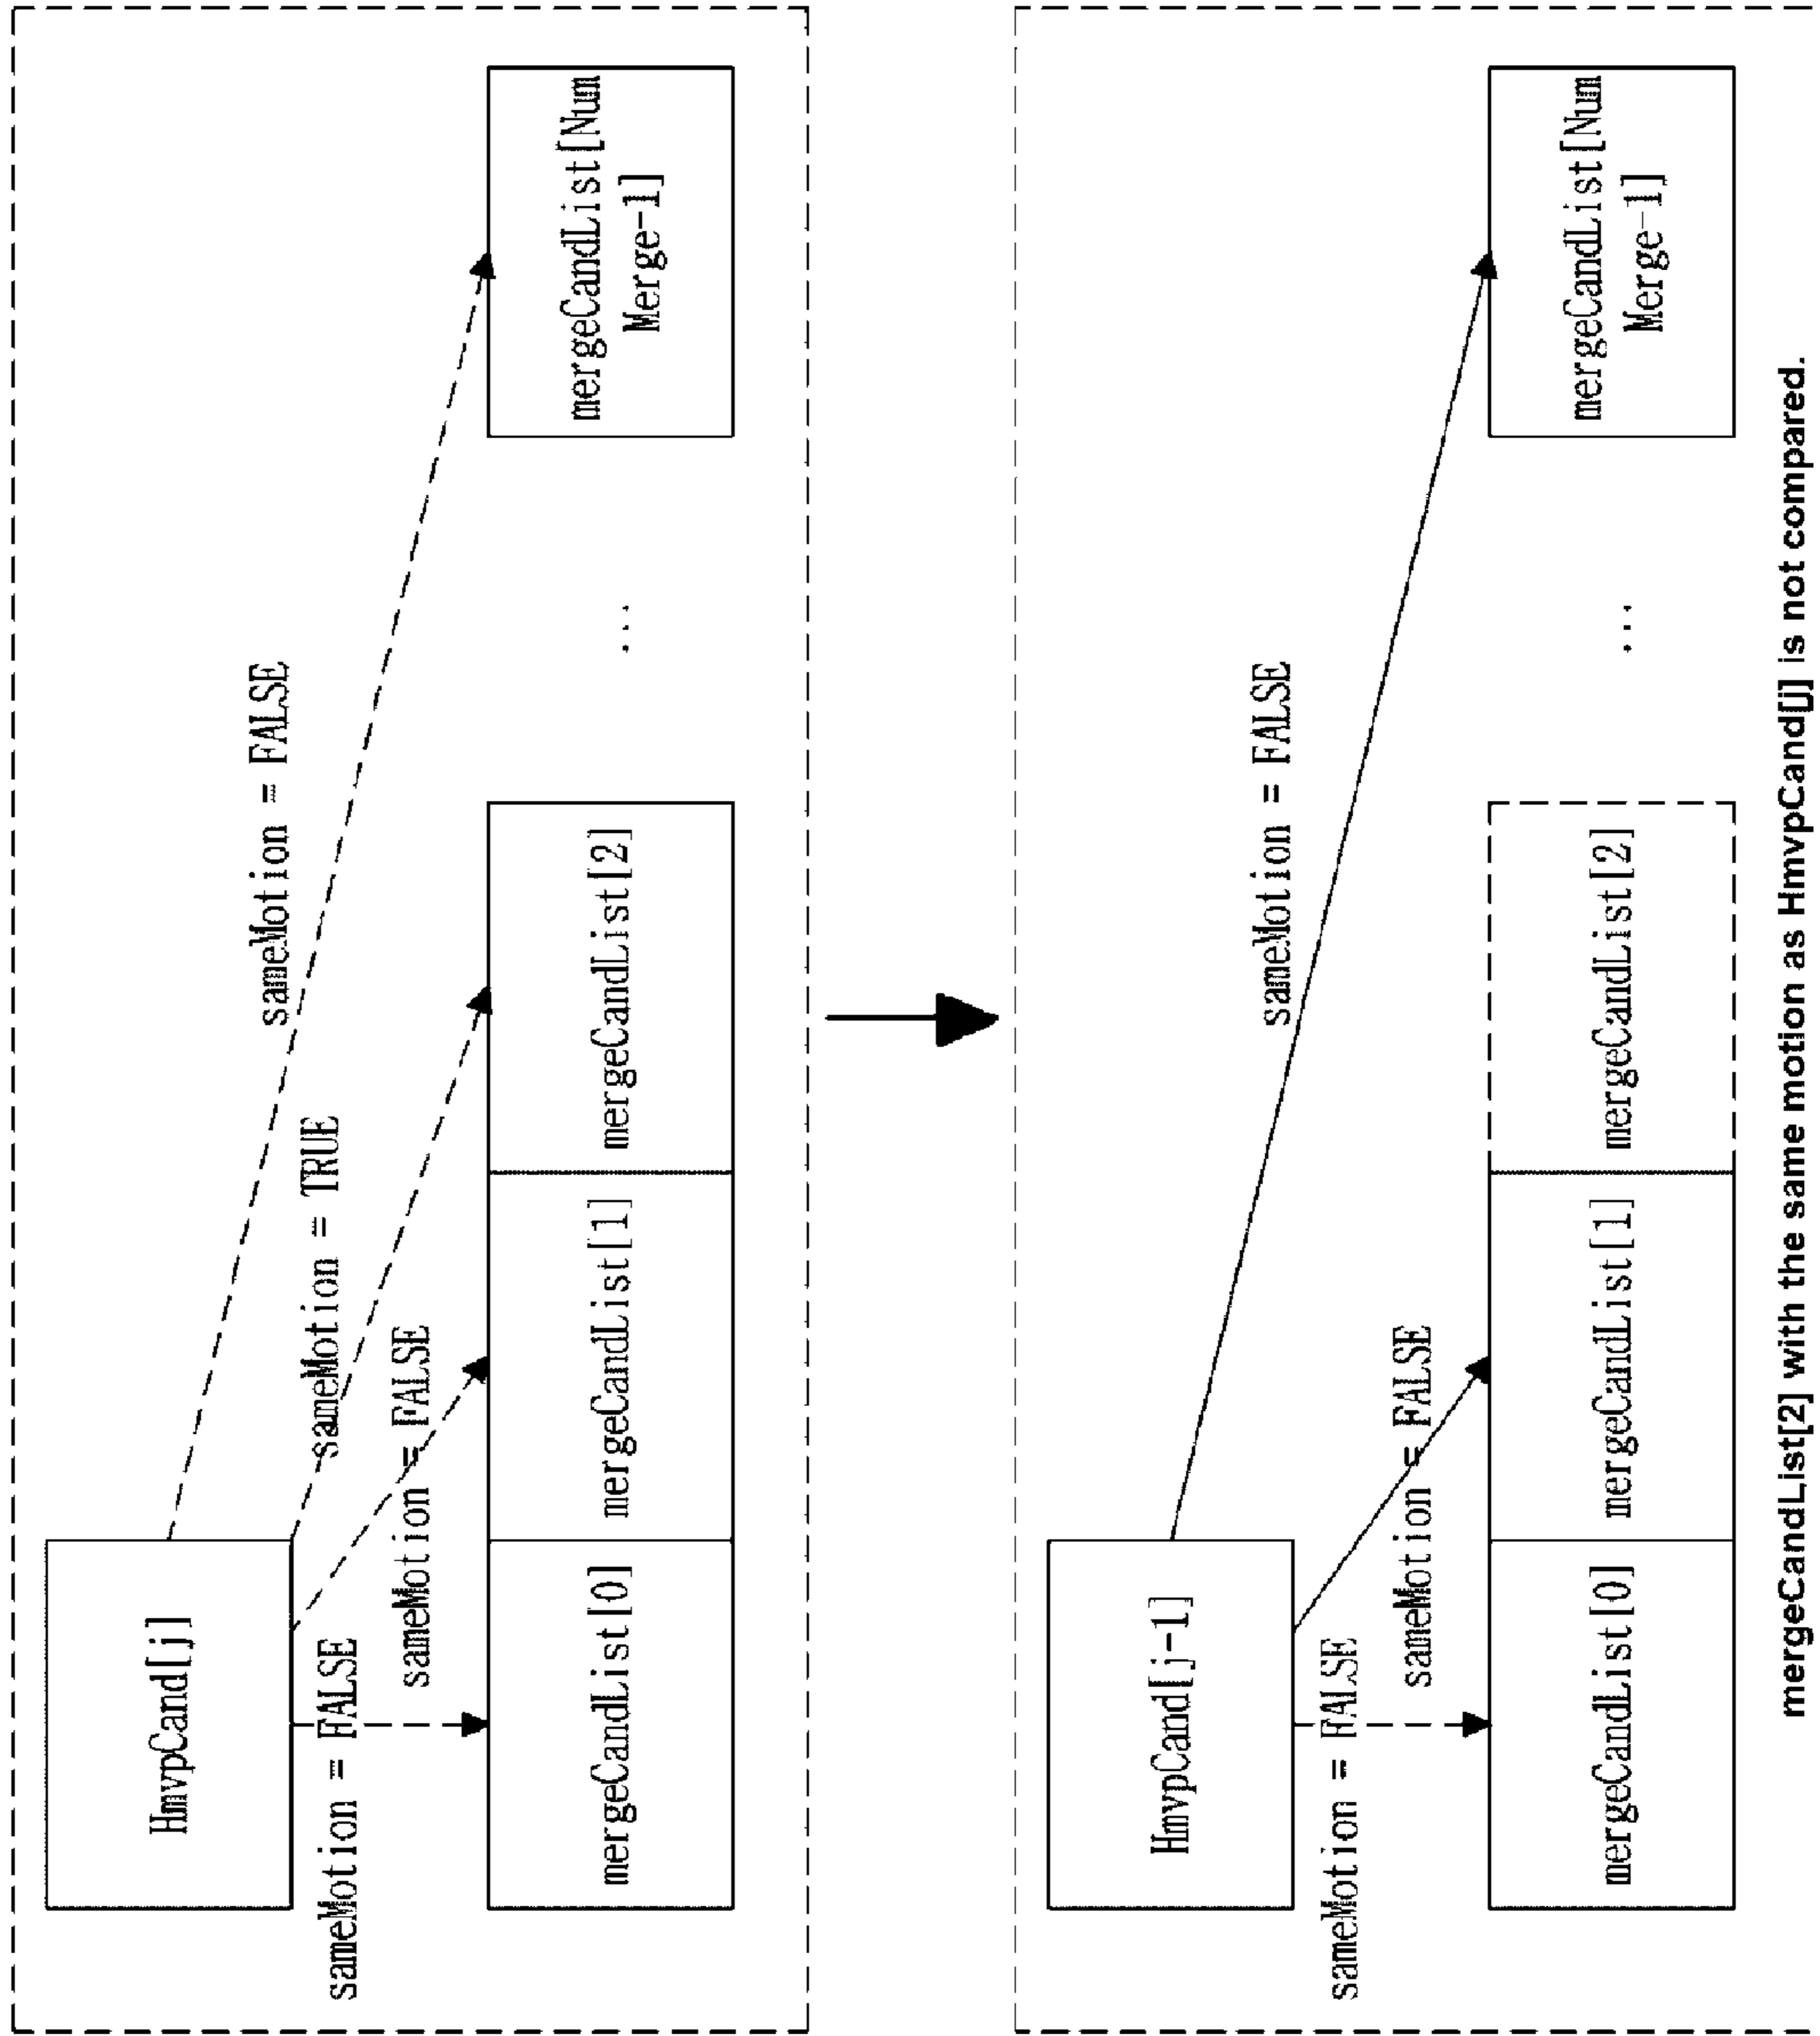 HmvpCand[j]
sameMotion = FALSE
sameMotion = TRUE
sameMotion = FALSE
sameMotion = FALSE
mergeCandList[0]
mergeCandList[1]
mergeCandList[2]
...
mergeCandList[Num
Merge-1]
HmvpCand[j-1]
sameMotion = FALSE
sameMotion = FALSE
sameMotion = FALSE
mergeCandList[0]
mergeCandList[1]
mergeCandList[2]
...
mergeCandList[Num
Merge-1]
mergeCandList[2] with the same motion as HmvpCand[j] is not compared.